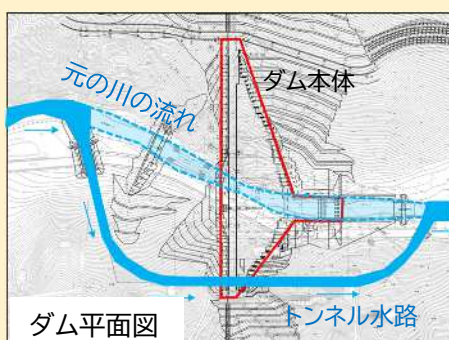 ダム本体
元の川の流れ
トンネル水路
ダム平面図